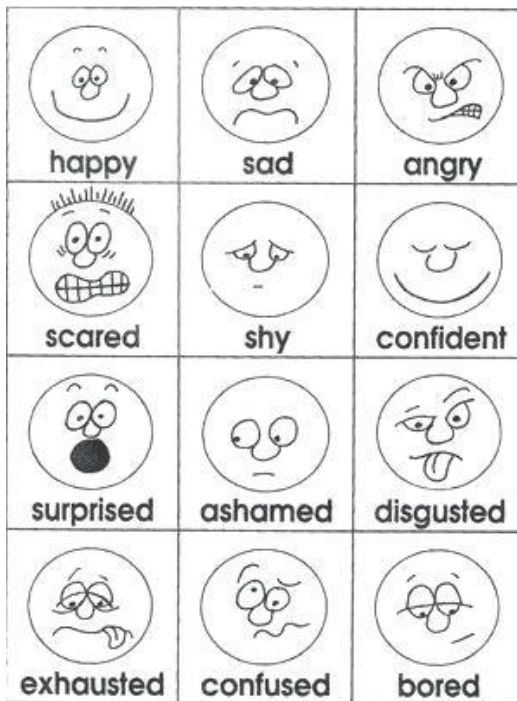 happy sad angry
scared shy confident
surprised ashamed disgusted
exhausted confused bored